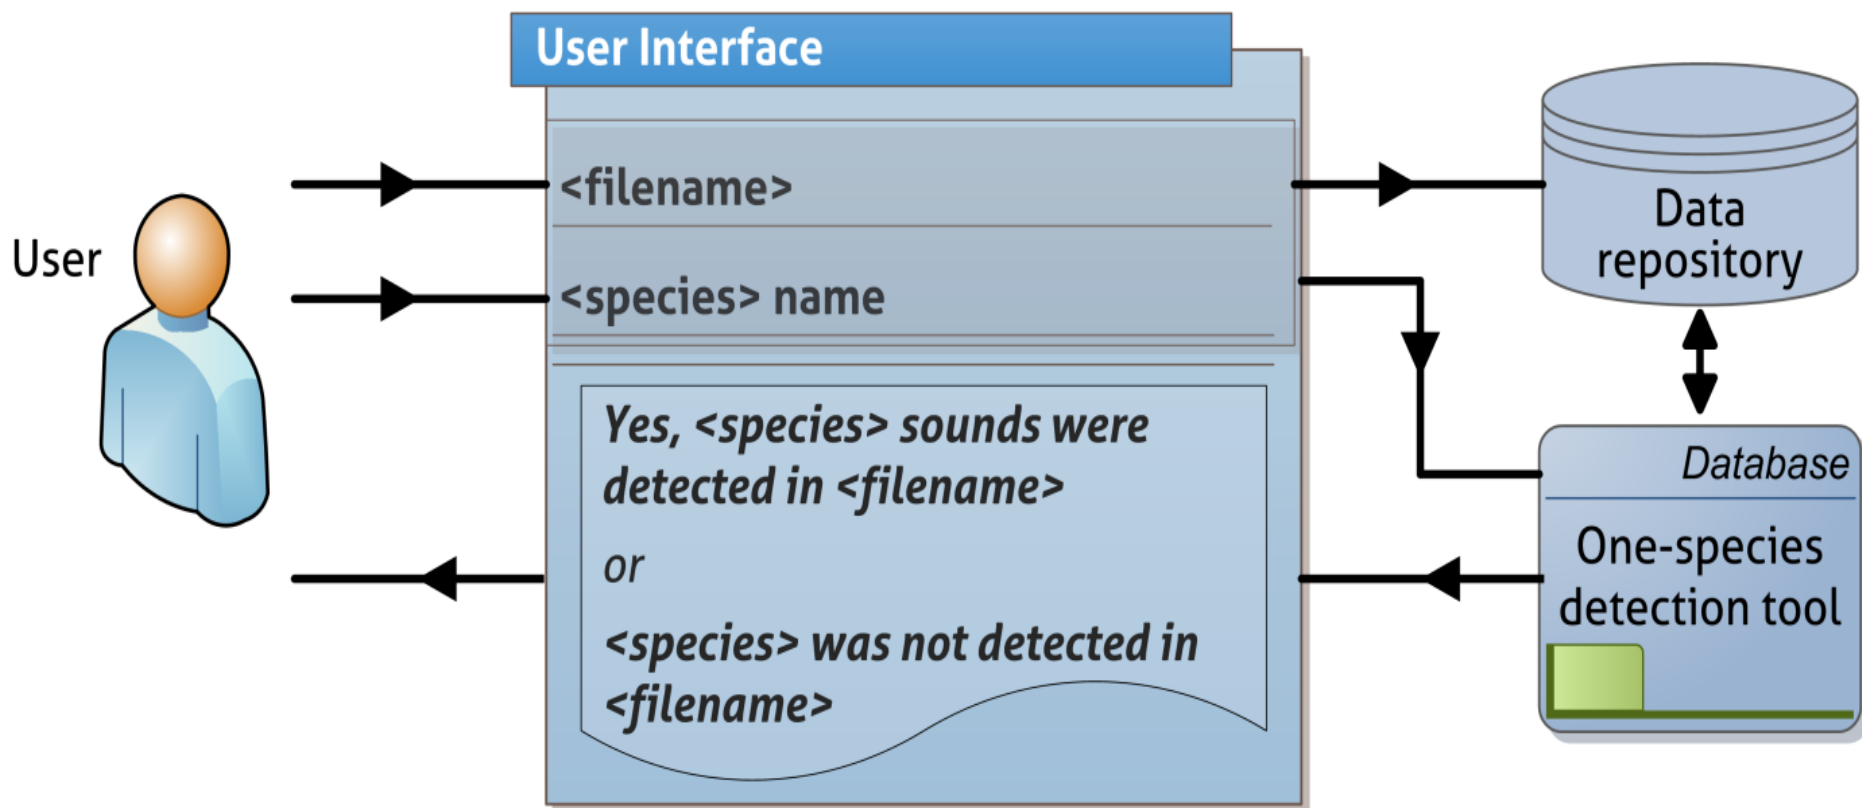 User Interface
<filename>
<species> name
User
Yes, <species> sounds were
detected in <filename>
or
<species> was not detected in
<filename>
Data
repository
Database
One-species
detection tool